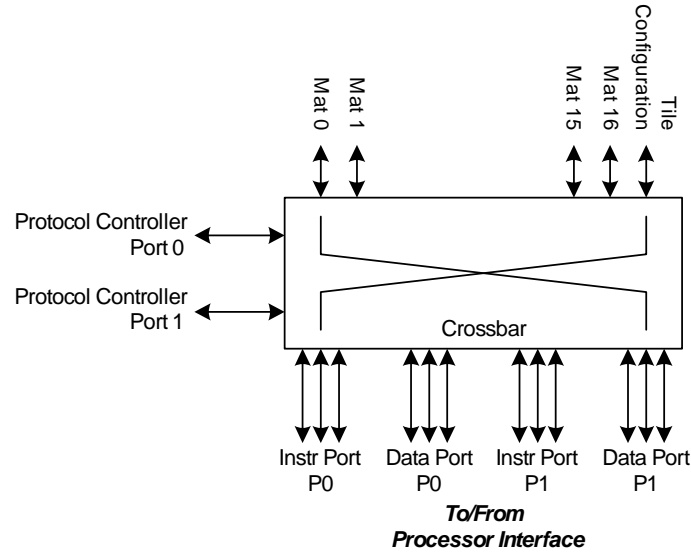 Mat 0
Mat 1
Mat 15
Mat 16
Configuration
Tile
Protocol Controller
Port 0
Protocol Controller
Port 1
Crossbar
Instr Port
P0
Data Port
P0
Instr Port
P1
Data Port
P1
To/From
Processor Interface